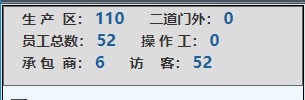 生 产 区： 110 二道门外： 0
员工总数： 52 操 作 工： 0
承 包 商： 6 访 客： 52